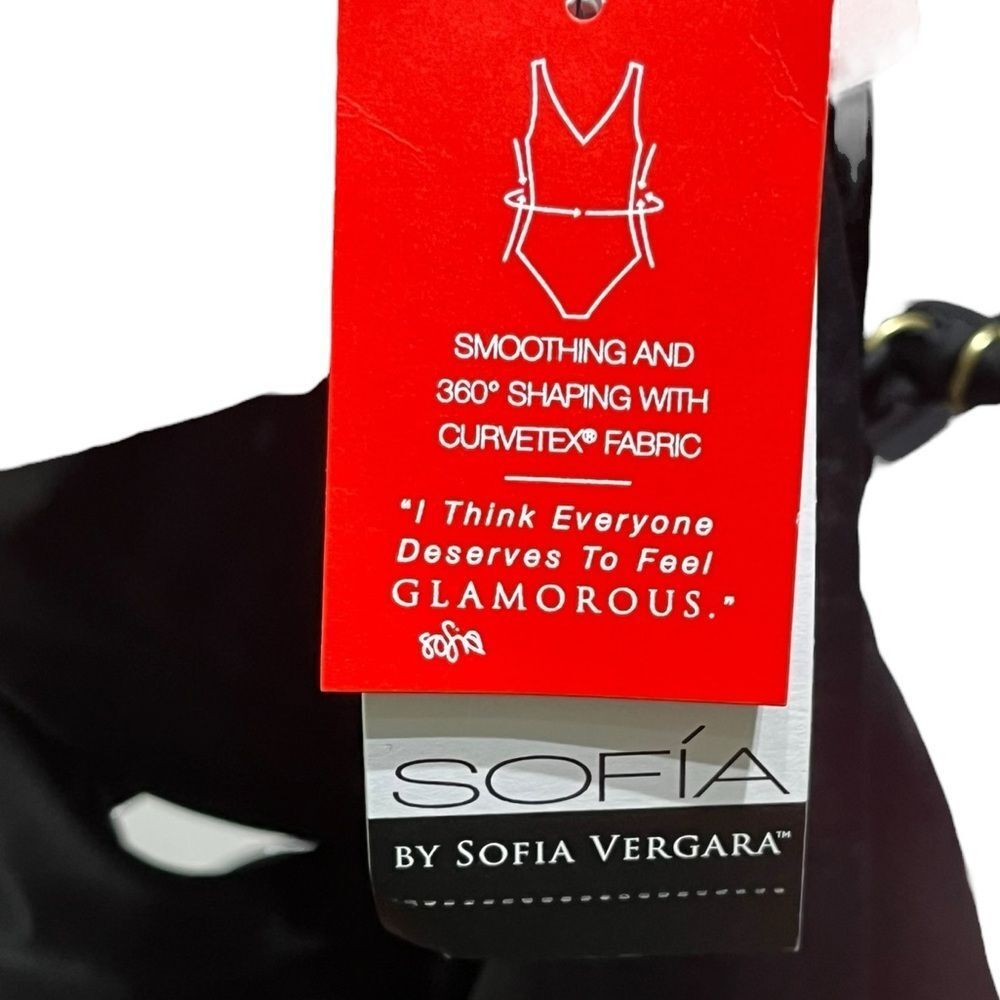 SMOOTHING AND
360° SHAPING WITH
CURVETEX® FABRIC
"I Think Everyone
Deserves To Feel
GLAMOROUS."
sofia
SOFÍA
BY SOFIA VERGARA™